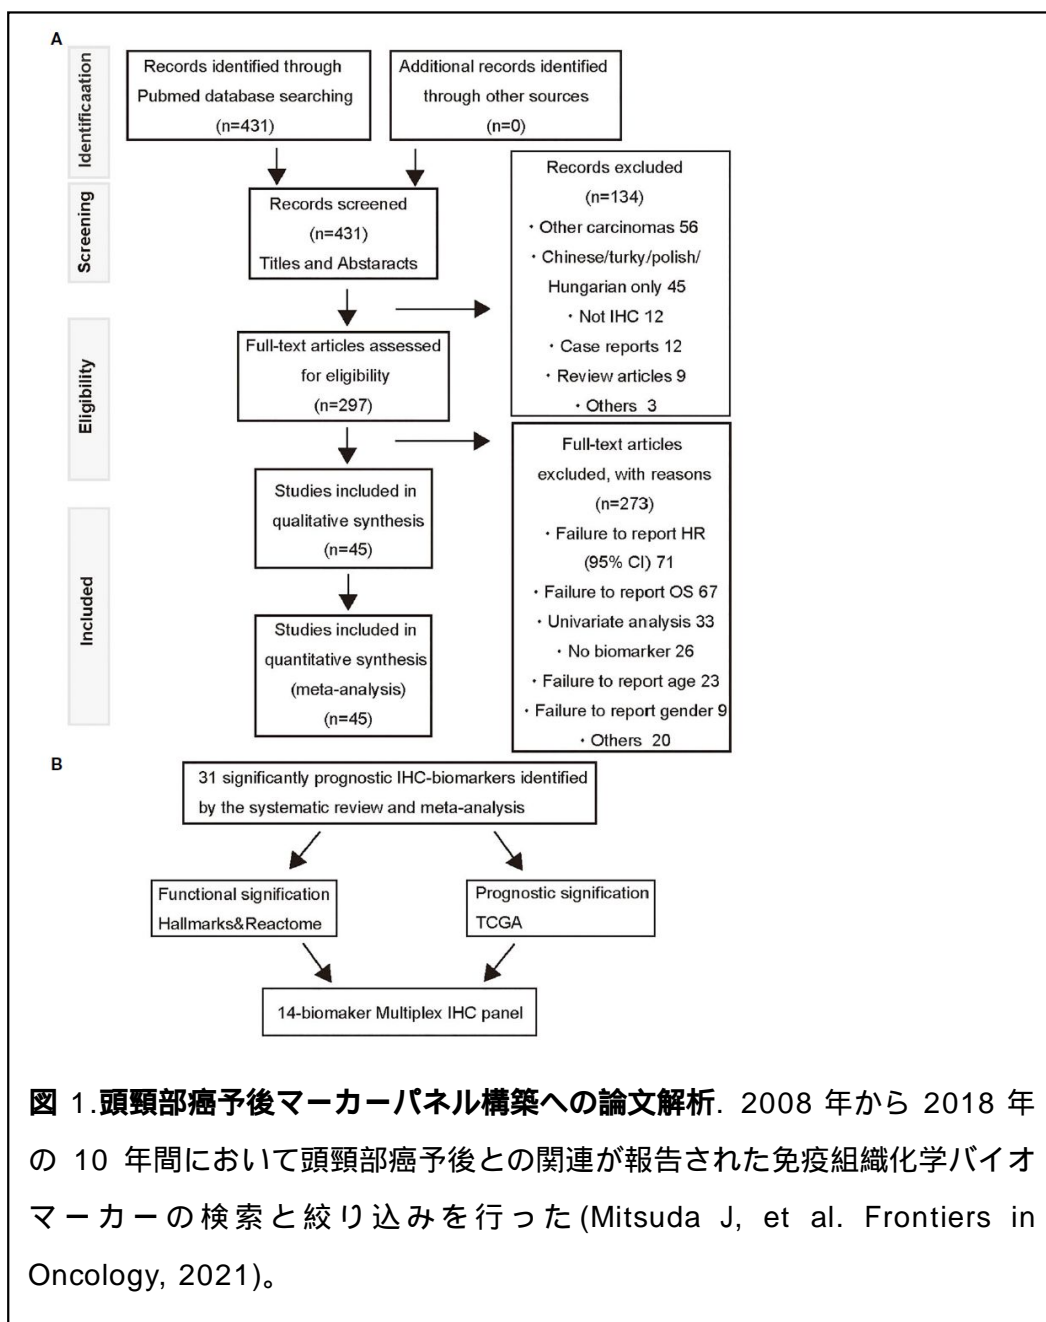 A
Identificaation
Records identified through
Pubmed database searching
(n=431)
Additional records identified
through other sources
(n=0)
Screening
Records screened
(n=431)
Titles and Abstaracts
Records excluded
(n=134)
・Other carcinomas 56
・Chinese/turky/polish/
Hungarian only 45
・Not IHC 12
・Case reports 12
・Review articles 9
・Others 3
Eligibility
Full-text articles assessed
for eligibility
(n=297)
Full-text articles
excluded, with reasons
(n=273)
・Failure to report HR
(95% CI) 71
・Failure to report OS 67
・Univariate analysis 33
・No biomarker 26
・Failure to report age 23
・Failure to report gender 9
・Others 20
Included
Studies included in
qualitative synthesis
(n=45)
Studies included in
quantitative synthesis
(meta-analysis)
(n=45)
B
31 significantly prognostic IHC-biomarkers identified
by the systematic review and meta-analysis
Functional signification
Hallmarks&Reactome
Prognostic signification
TCGA
14-biomaker Multiplex IHC panel
図 1.頭頸部癌予後マーカーパネル構築への論文解析. 2008 年から 2018 年
の 10 年間において頭頸部癌予後との関連が報告された免疫組織化学バイオ
マーカーの検索と絞り込みを行った(Mitsuda J, et al. Frontiers in
Oncology, 2021)。